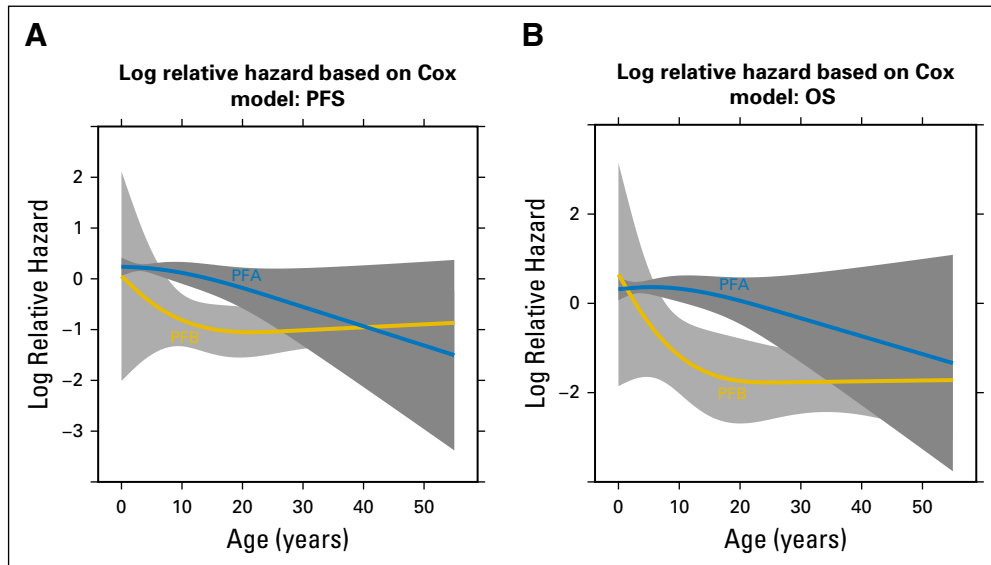 A
Log relative hazard based on Cox
model: PFS
Log Relative Hazard
2
1
0
−1
−2
−3
PFA
PFB
0 10 20 30 40 50
Age (years)
B
Log relative hazard based on Cox
model: OS
Log Relative Hazard
2
0
−2
PFA
PFB
0 10 20 30 40 50
Age (years)